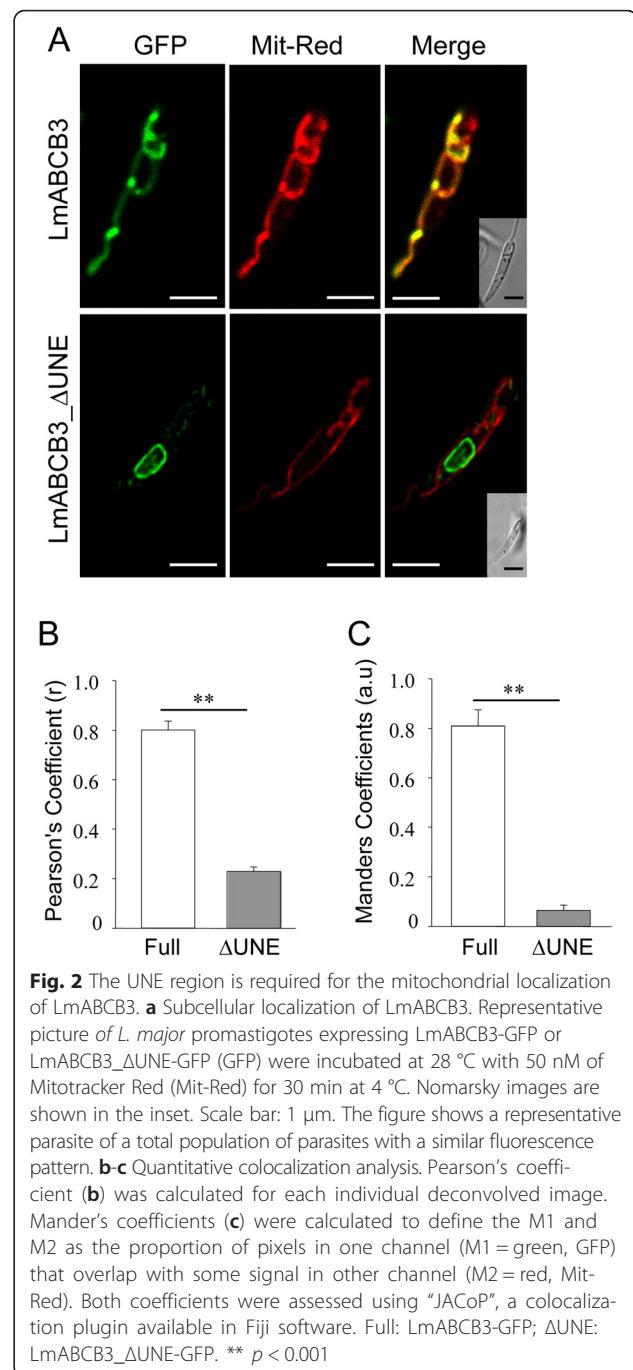 A
GFP Mit-Red Merge
LmABCB3
LmABCB3_ΔUNE
B
Pearson's Coefficient (r)
1.0
0.8
0.6
0.4
0.2
0
**
Full ΔUNE
C
Manders Coefficients (a.u)
1.0
0.8
0.6
0.4
0.2
0
**
Full ΔUNE
Fig. 2 The UNE region is required for the mitochondrial localization
of LmABCB3. a Subcellular localization of LmABCB3. Representative
picture of L. major promastigotes expressing LmABCB3-GFP or
LmABCB3_ΔUNE-GFP (GFP) were incubated at 28 °C with 50 nM of
Mitotracker Red (Mit-Red) for 30 min at 4 °C. Nomarsky images are
shown in the inset. Scale bar: 1 μm. The figure shows a representative
parasite of a total population of parasites with a similar fluorescence
pattern. b-c Quantitative colocalization analysis. Pearson's coeffi-
cient (b) was calculated for each individual deconvolved image.
Mander's coefficients (c) were calculated to define the M1 and
M2 as the proportion of pixels in one channel (M1 = green, GFP)
that overlap with some signal in other channel (M2 = red, Mit-
Red). Both coefficients were assessed using "JACoP", a colocaliza-
tion plugin available in Fiji software. Full: LmABCB3-GFP; ΔUNE:
LmABCB3_ΔUNE-GFP. ** p < 0.001